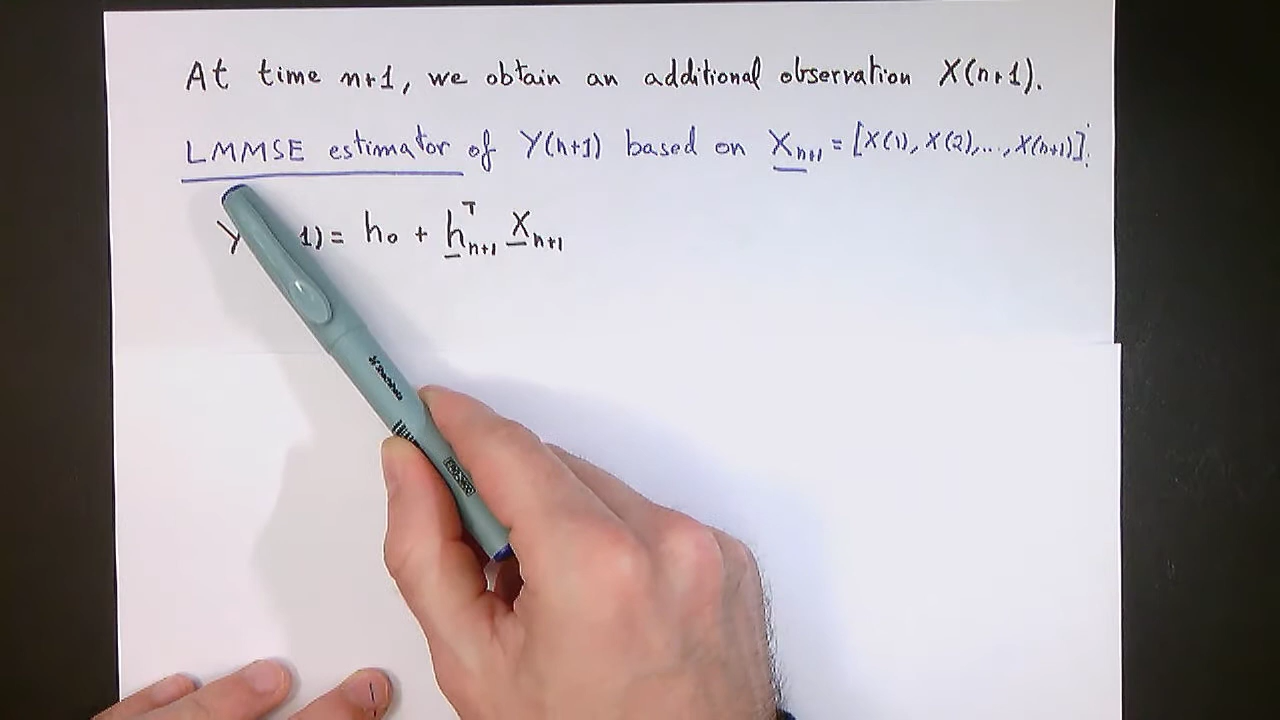 At time n+1, we obtain an additional observation X(n+1).
LMMSE estimator of Y(n+1) based on X_{n+1} = [X(1), X(2),..., X(n+1)]:
1) = h₀ + h_{n+1}^T X_{n+1}